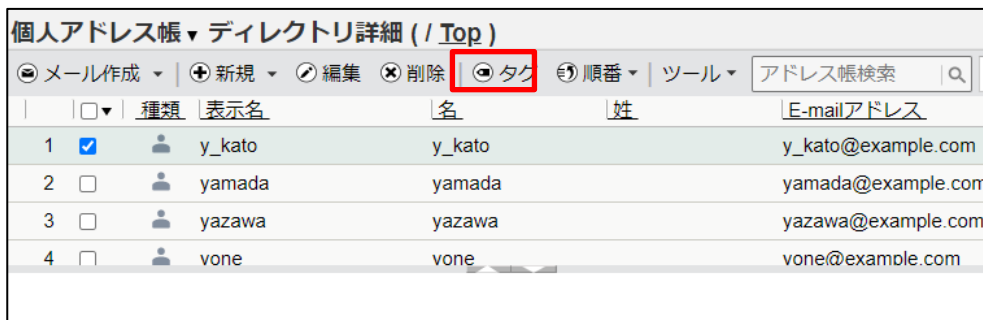 個人アドレス帳▼ ディレクトリ詳細 ( / Top )
メール作成 ▼ | 新規 ▼ 編集 削除 | タグ 順番▼ | ツール▼ アドレス帳検索
▼ 種類 表示名 名 姓 E-mailアドレス
1 y_kato y_kato y_kato@example.com
2 yamada yamada yamada@example.com
3 yazawa yazawa yazawa@example.com
4 yone yone yone@example.com